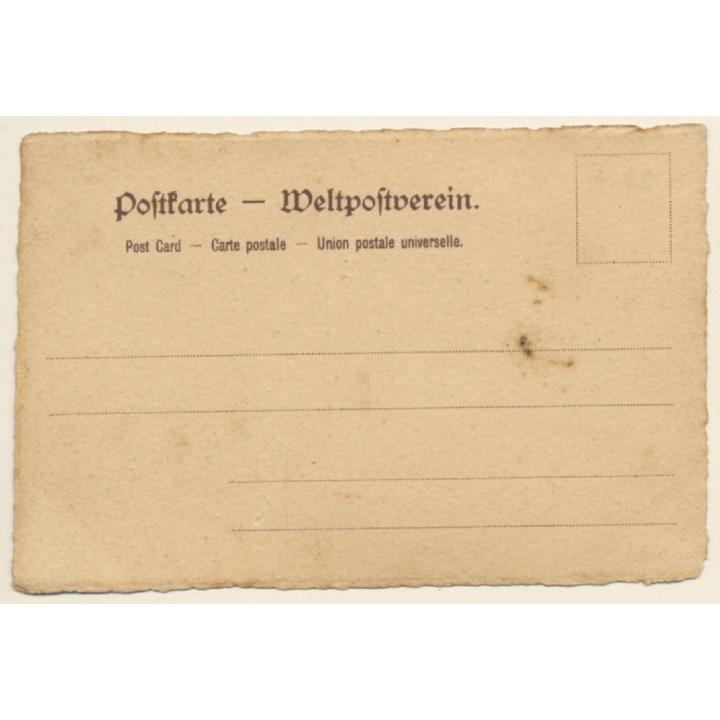 Postkarte — Weltpostverein.
Post Card — Carte postale — Union postale universelle.